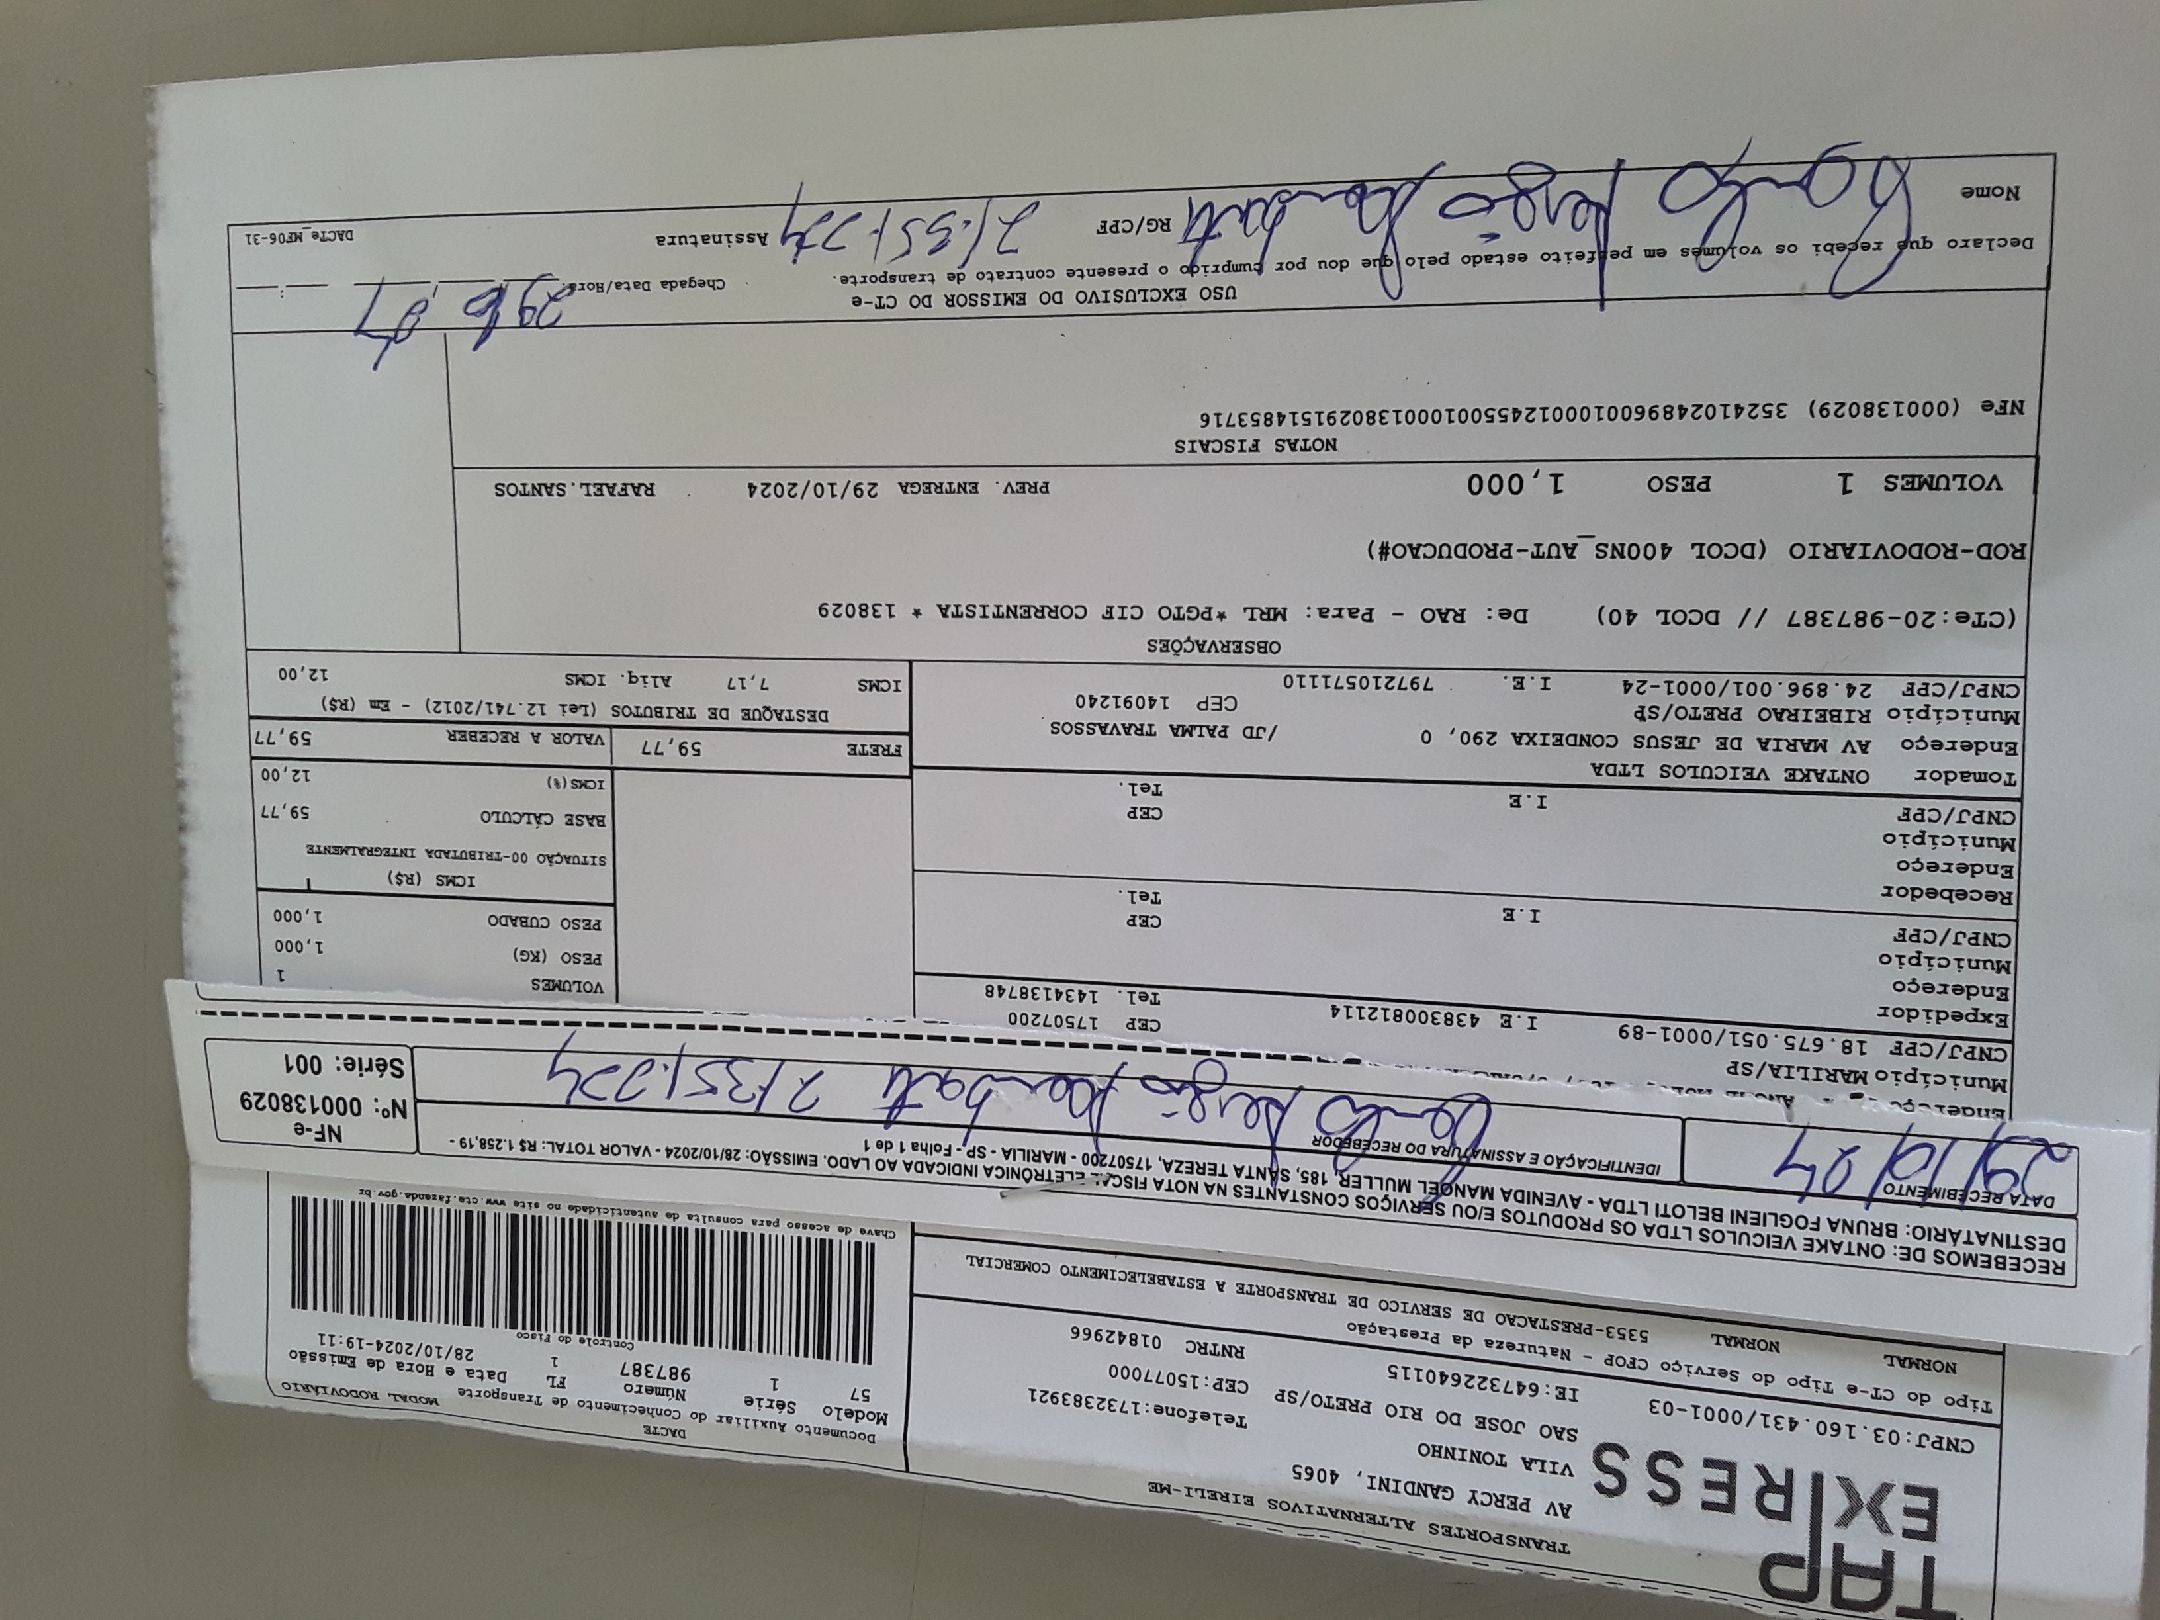 TAP
EXPRESS
TRANSPORTES ALTERNATIVOS EIRELI-ME
AV PERCY GANDINI, 4065
VILA TONINHO
SAO JOSE DO RIO PRETO/SP CEP:15077000
Telefone:1732383921
CNPJ:03.160.431/0001-03 IE:647322640115 RNTRC 01842966
Tipo do CT-e Tipo do Serviço CFOP - Natureza da Prestação
NORMAL NORMAL 5353-PRESTACAO DE SERVICO DE TRANSPORTE A ESTABELECIMENTO COMERCIAL
DACTE
Documento Auxiliar do Conhecimento de Transporte MODAL RODOVIÁRIO
Modelo Série Número FL Data e Hora de Emissão
57 1 987387 1 28/10/2024-19:11
Controle do Fisco
Chave de acesso para consulta de autenticidade no site www.cte.fazenda.gov.br
RECEBEMOS DE: ONTAKE VEICULOS LTDA OS PRODUTOS E/OU SERVIÇOS CONSTANTES NA NOTA FISCAL ELETRÔNICA INDICADA AO LADO. EMISSÃO: 28/10/2024 - VALOR TOTAL: R$ 1.258,19 -
DESTINATÁRIO: BRUNA FOGLIENI BELOTI LTDA - AVENIDA MANOEL MULLER, 185, SANTA TEREZA, 17507200 - MARILIA - SP - Folha 1 de 1
DATA RECEBIMENTO
29/10/24
IDENTIFICAÇÃO E ASSINATURA DO RECEBEDOR
21.351.774
NF-e
Nº: 000138029
Série: 001
Endereço
Município MARILIA/SP CEP 17507200
CNPJ/CPF 18.675.051/0001-89 I.E 43830081​2114 Tel. 1434138748
Expedidor
Endereço
Município CEP
CNPJ/CPF I.E Tel.
Recebedor
Endereço
Município CEP
CNPJ/CPF I.E Tel.
Tomador ONTAKE VEICULOS LTDA
Endereço AV MARIA DE JESUS CONDEIXA 290, 0 /JD PALMA TRAVASSOS
Município RIBEIRAO PRETO/SP CEP 14091240
CNPJ/CPF 24.896.001/0001-24 I.E. 797210571110
VOLUMES 1
PESO (KG) 1,000
PESO CUBADO 1,000
ICMS (R$)
SITUAÇÃO 00-TRIBUTADA INTEGRALMENTE
BASE CÁLCULO 59,77
ICMS(%) 12,00
FRETE 59,77 VALOR A RECEBER 59,77
DESTAQUE DE TRIBUTOS (Lei 12.741/2012) - Em (R$)
ICMS 7,17 Aliq. ICMS 12,00
OBSERVAÇÕES
(CTe:20-987387 // DCOL 40) De: RAO - Para: MRL *PGTO CIF CORRENTISTA * 138029
ROD-RODOVIARIO (DCOL 400NS_AUT-PRODUCAO#)
VOLUMES 1 PESO 1,000 PREV. ENTREGA 29/10/2024 RAFAEL.SANTOS
NOTAS FISCAIS
NFe (000138029) 35241024896001000124550010001380291514853716
USO EXCLUSIVO DO EMISSOR DO CT-e
Declaro que recebi os volumes em perfeito estado pelo que dou por cumprido o presente contrato de transporte.
Chegada Data/Hora
Nome RG/CPF 21.351.774 Assinatura
DACTe_MF06-31